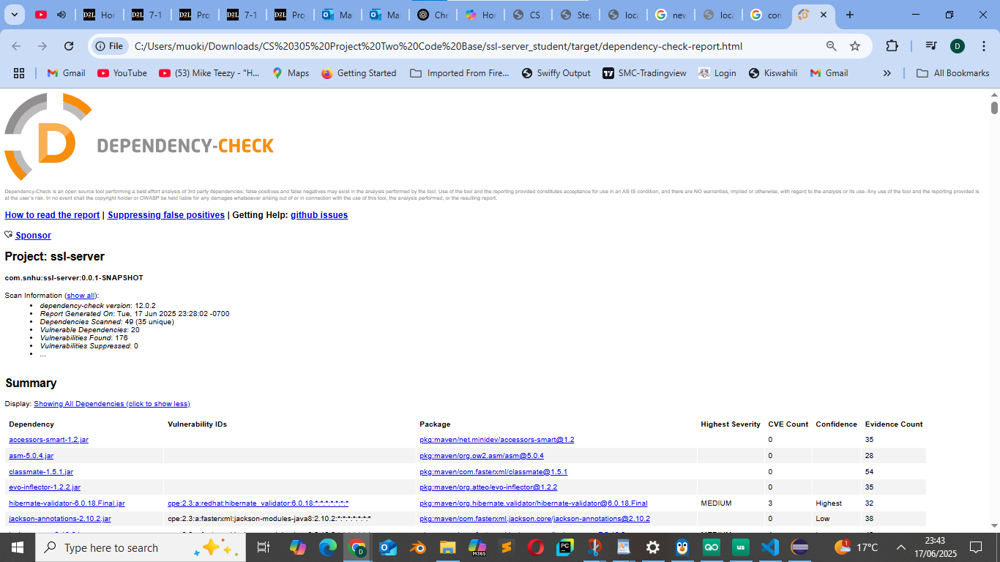 Hor
7-1
Pro
7-1
Pro
Mai
Ma
Che
Hor
CS
Step
loca
nev
loca
con
File
C:/Users/muoki/Downloads/CS%20305%20Project%20Two%20Code%20Base/ssl-server_student/target/dependency-check-report.html
D
Gmail
YouTube
(53) Mike Teezy - "H...
Maps
Getting Started
Imported From Fire...
Swiffy Output
SMC-Tradingview
Login
Kiswahili
Gmail
All Bookmarks
DEPENDENCY-CHECK
Dependency-Check is an open source tool performing a best effort analysis of 3rd party dependencies; false positives and false negatives may exist in the analysis performed by the tool. Use of the tool and the reporting provided constitutes acceptance for use in an AS IS condition, and there are NO warranties, implied or otherwise, with regard to the analysis or its use. Any use of the tool and the reporting provided is
at the user's risk. In no event shall the copyright holder or OWASP be held liable for any damages whatsoever arising out of or in connection with the use of this tool, the analysis performed, or the resulting report.
How to read the report | Suppressing false positives | Getting Help: github issues
Sponsor
Project: ssl-server
com.snhu:ssl-server:0.0.1-SNAPSHOT
Scan Information (show all):
dependency-check version: 12.0.2
Report Generated On: Tue, 17 Jun 2025 23:28:02 -0700
Dependencies Scanned: 49 (35 unique)
Vulnerable Dependencies: 20
Vulnerabilities Found: 176
Vulnerabilities Suppressed: 0
...
Summary
Display: Showing All Dependencies (click to show less)
Dependency Vulnerability IDs Package Highest Severity CVE Count Confidence Evidence Count
accessors-smart-1.2.jar pkg:maven/net.minidev/accessors-smart@1.2 0 35
asm-5.0.4.jar pkg:maven/org.ow2.asm/asm@5.0.4 0 28
classmate-1.5.1.jar pkg:maven/com.fasterxml/classmate@1.5.1 0 54
evo-inflector-1.2.2.jar pkg:maven/org.atteo/evo-inflector@1.2.2 0 35
hibernate-validator-6.0.18.Final.jar cpe:2.3:a:redhat:hibernate_validator:6.0.18:*:*:*:*:*:*:* pkg:maven/org.hibernate.validator/hibernate-validator@6.0.18.Final MEDIUM 3 Highest 32
jackson-annotations-2.10.2.jar cpe:2.3:a:fasterxml:jackson-modules-java8:2.10.2:*:*:*:*:*:*:* pkg:maven/com.fasterxml.jackson.core/jackson-annotations@2.10.2 0 Low 38
Type here to search
17°C
23:43
17/06/2025